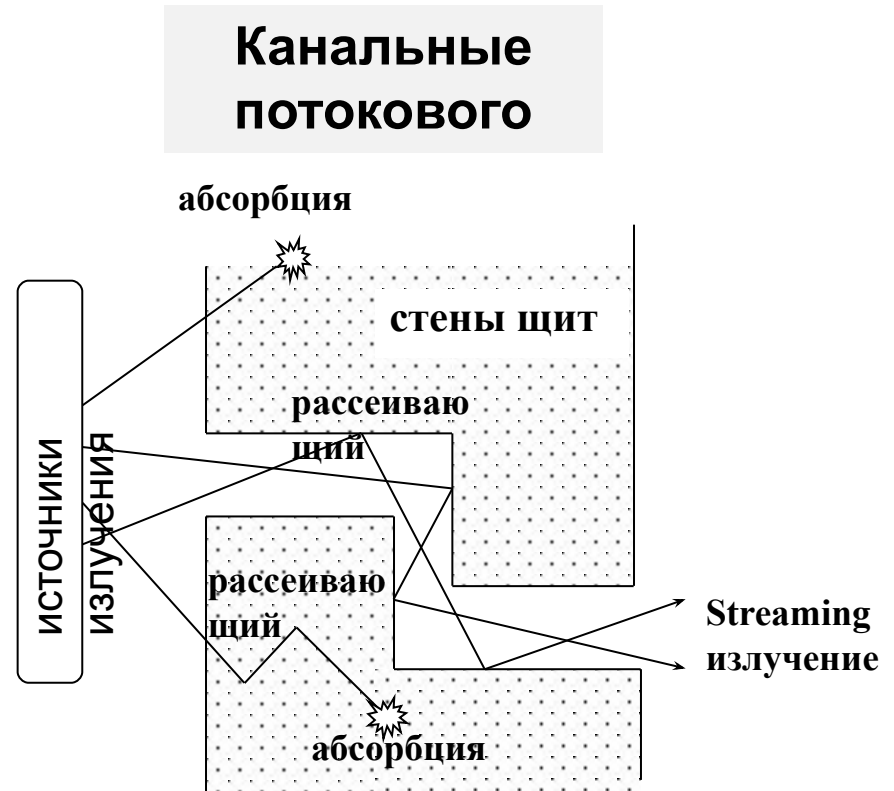 Канальные
потокового
абсорбция
стены щит
рассеиваю
щий
источники
излучения
рассеиваю
щий
Streaming
излучение
абсорбция